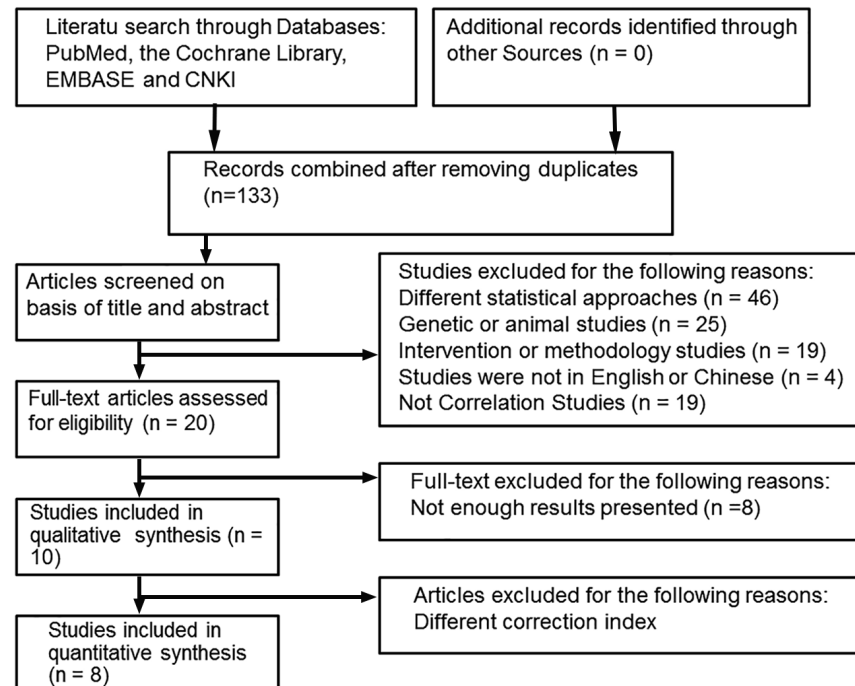 Literatu search through Databases:
PubMed, the Cochrane Library,
EMBASE and CNKI
Additional records identified through
other Sources (n = 0)
Records combined after removing duplicates
(n=133)
Articles screened on
basis of title and abstract
Studies excluded for the following reasons:
Different statistical approaches (n = 46)
Genetic or animal studies (n = 25)
Intervention or methodology studies (n = 19)
Studies were not in English or Chinese (n = 4)
Not Correlation Studies (n = 19)
Full-text articles assessed
for eligibility (n = 20)
Full-text excluded for the following reasons:
Not enough results presented (n =8)
Studies included in
qualitative synthesis (n =
10)
Articles excluded for the following reasons:
Different correction index
Studies included in
quantitative synthesis
(n = 8)